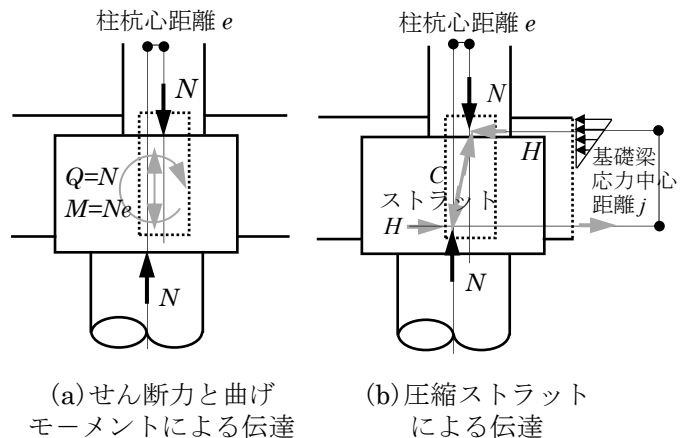 柱杭心距離 e
N
Q=N
M=Ne
N
(a)せん断力と曲げ
モーメントによる伝達
柱杭心距離 e
N
H
C
ストラット
H
基礎梁
応力中心
距離 j
N
(b)圧縮ストラット
による伝達